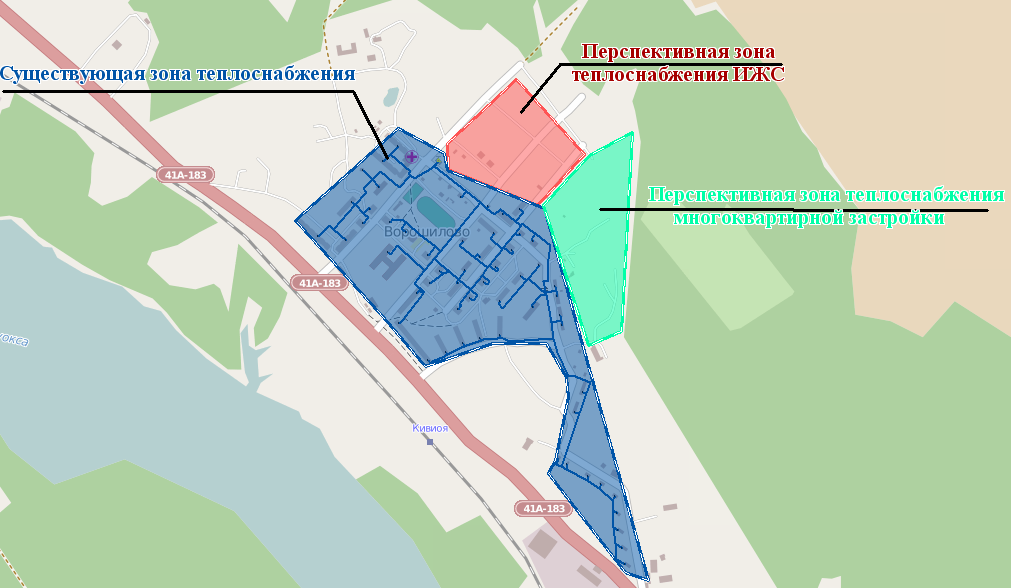 Перспективная зона
теплоснабжения ИЖС
Существующая зона теплоснабжения
41А-183
Перспективная зона теплоснабжения
многоквартирной застройки
Ворошилово
41А-183
окса
Кивиоя
41А-183